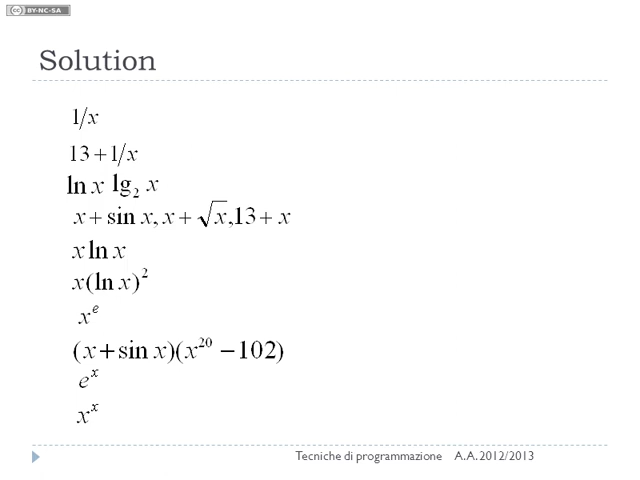 cc BY-NC-SA
Solution
1/x
13 + 1/x
ln x lg₂ x
x + sin x, x + √x, 13 + x
x ln x
x(ln x)²
xᵉ
(x + sin x)(x²⁰ − 102)
eˣ
xˣ
Tecniche di programmazione A.A. 2012/2013